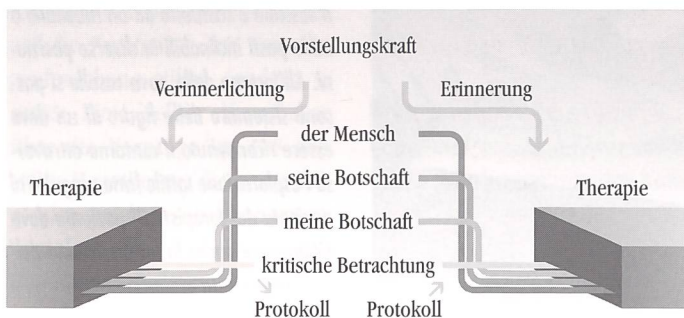 Vorstellungskraft
Verinnerlichung Erinnerung
der Mensch
seine Botschaft
Therapie Therapie
meine Botschaft
kritische Betrachtung
Protokoll Protokoll